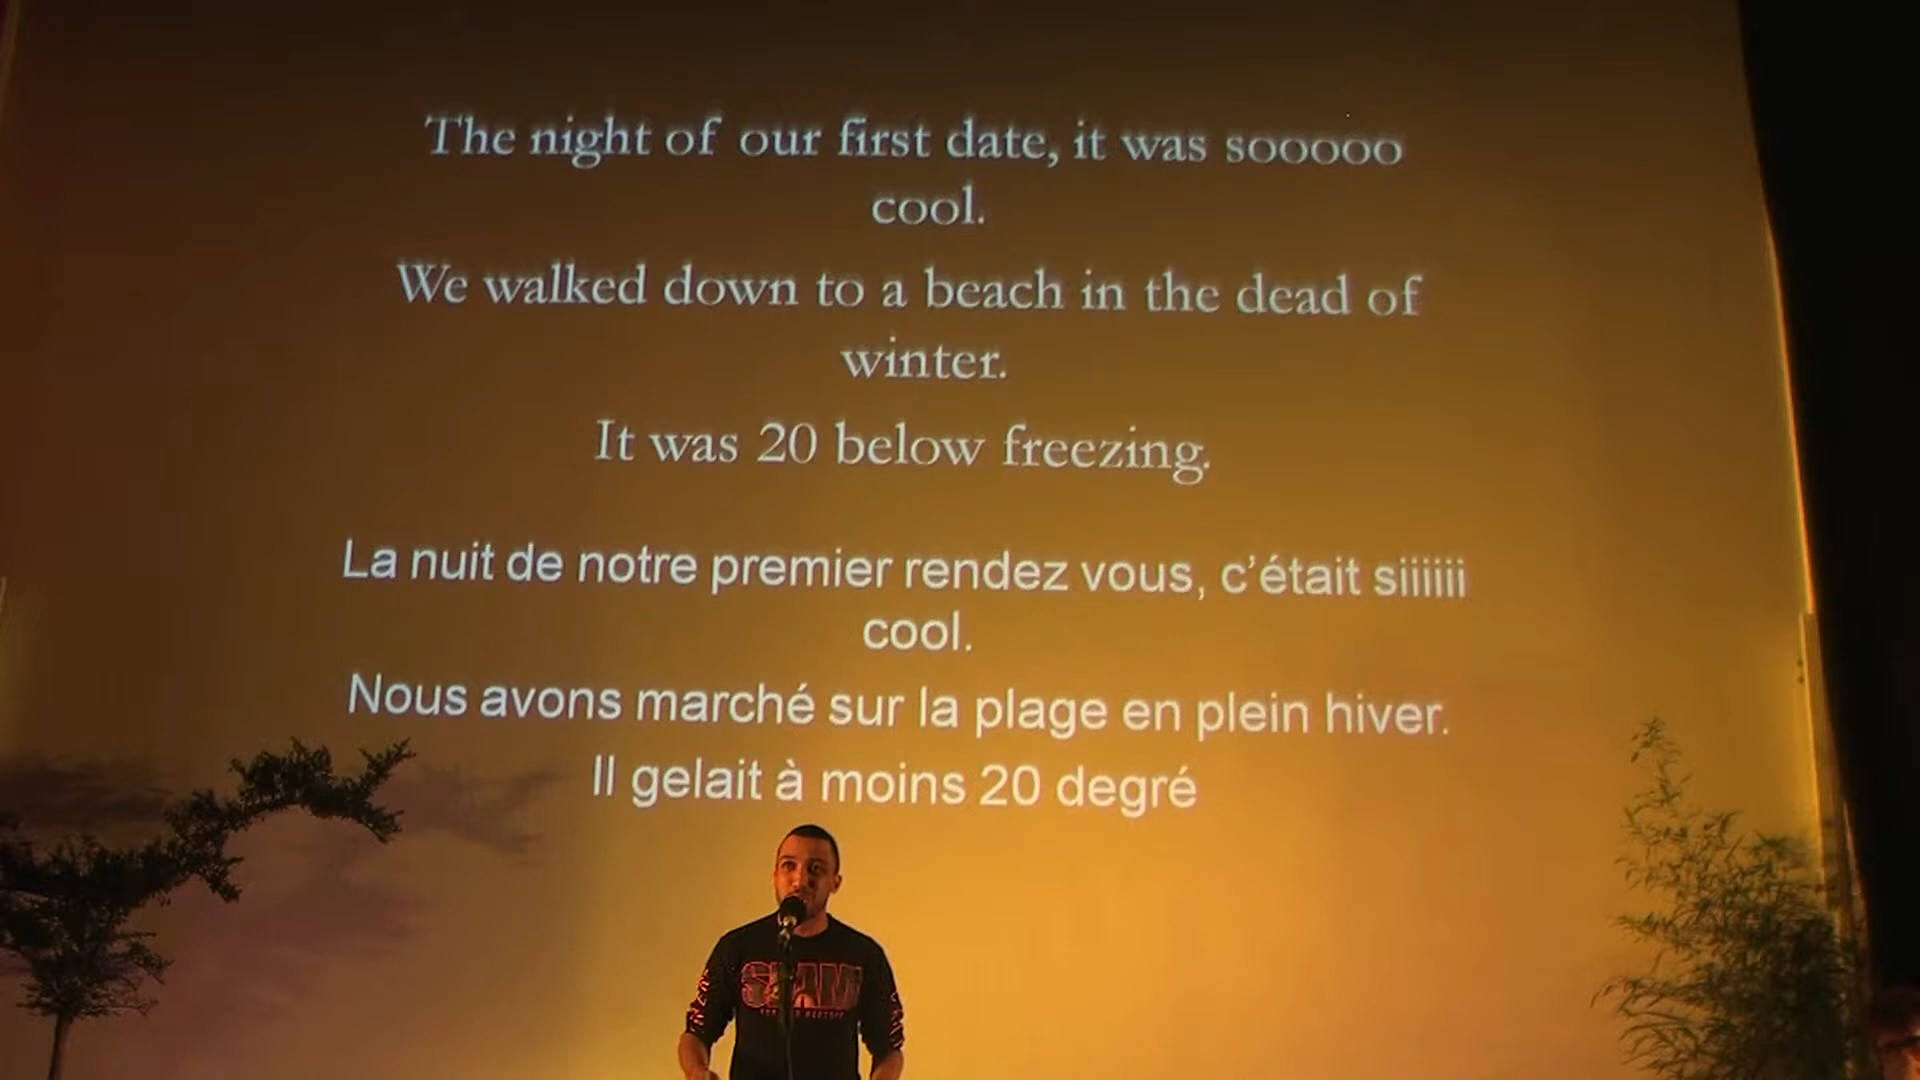 The night of our first date, it was sooooo
cool.
We walked down to a beach in the dead of
winter.
It was 20 below freezing.
La nuit de notre premier rendez vous, c'était siiiiii
cool.
Nous avons marché sur la plage en plein hiver.
Il gelait à moins 20 degré
SLAM